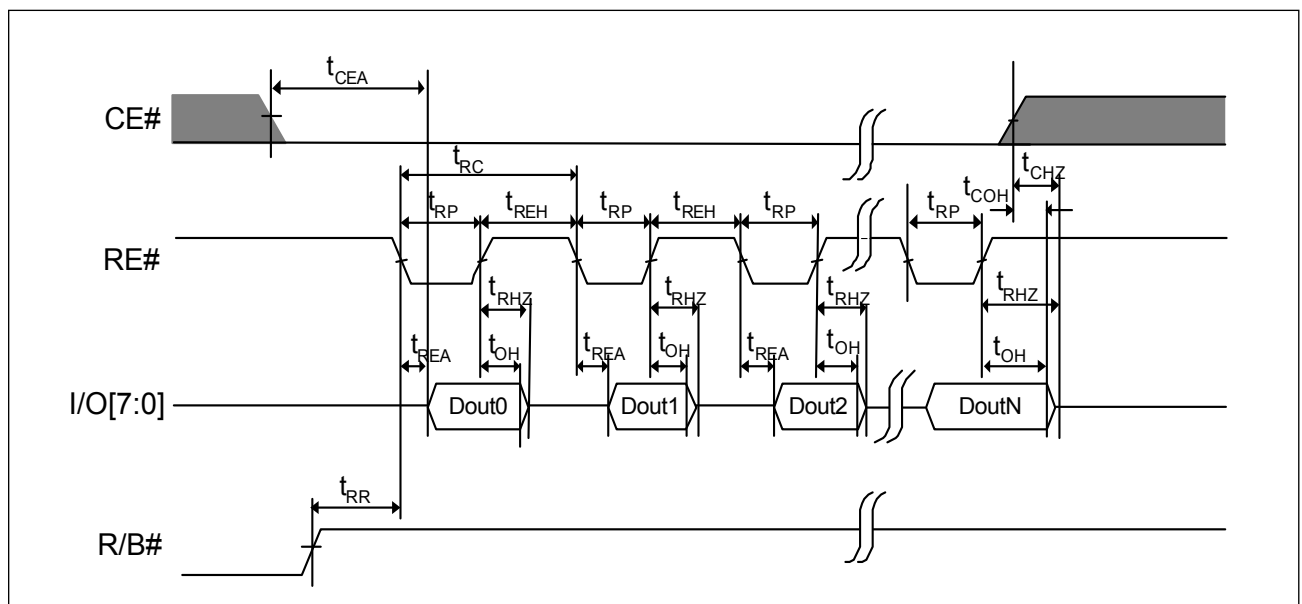 tCEA
CE#
tRC
tCHZ
tCOH
tRP tREH tRP tREH tRP tRP
RE#
tRHZ tRHZ tRHZ tRHZ
tREA tOH tREA tOH tREA tOH tOH
I/O[7:0] Dout0 Dout1 Dout2 DoutN
tRR
R/B#